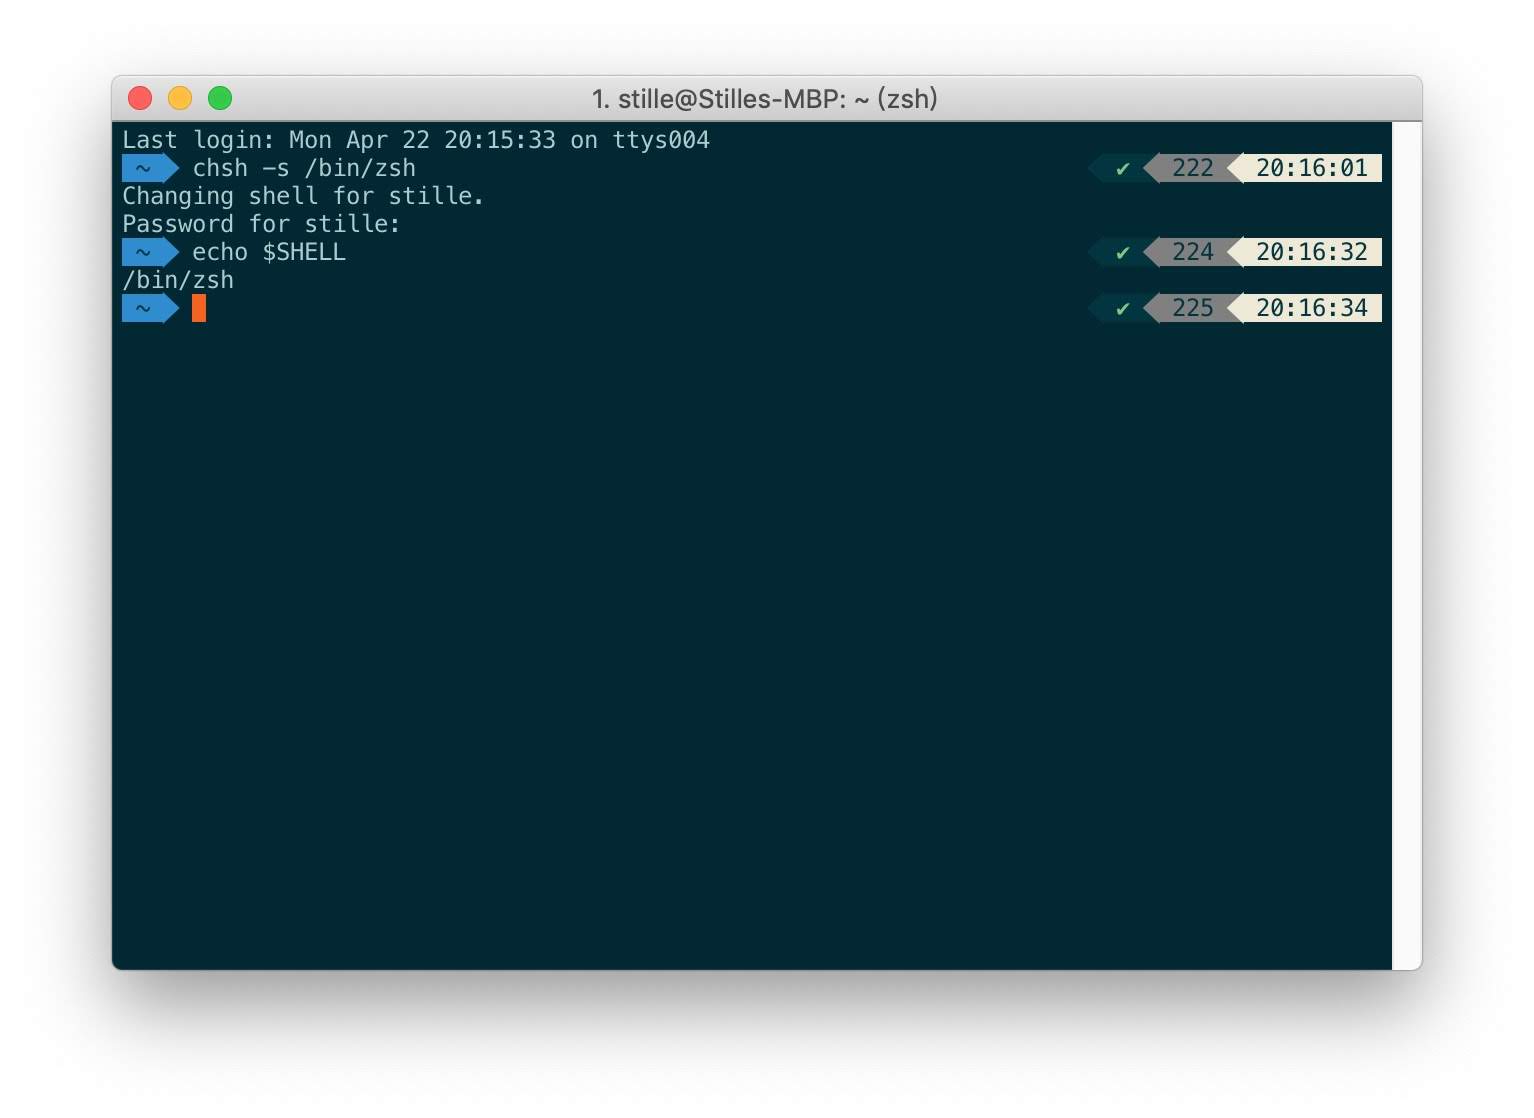 1. stille@Stilles-MBP: ~ (zsh)
Last login: Mon Apr 22 20:15:33 on ttys004
~ chsh -s /bin/zsh ✔ 222 20:16:01
Changing shell for stille.
Password for stille:
~ echo $SHELL ✔ 224 20:16:32
/bin/zsh
~ ✔ 225 20:16:34